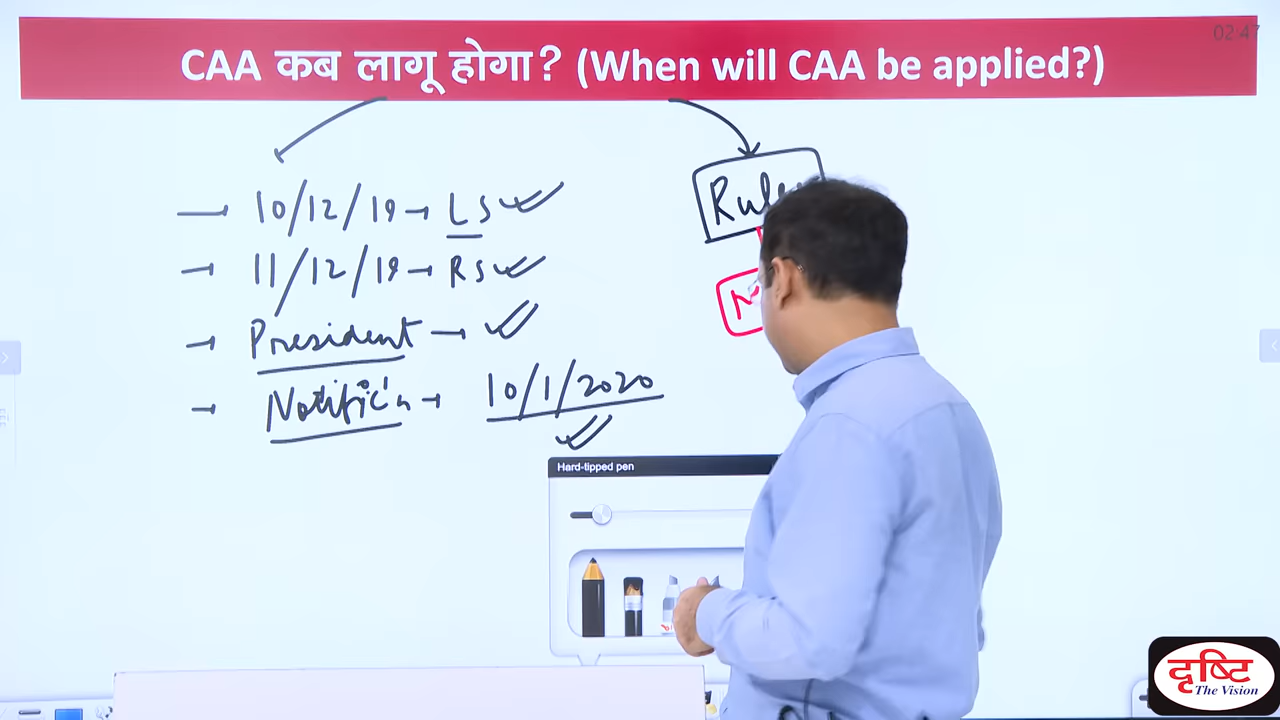 02:47
CAA कब लागू होगा? (When will CAA be applied?)
→ 10/12/19 → LS
→ 11/12/19 → RS
→ President →
→ Notific'n → 10/1/2020
Hard-tipped pen
दृष्टि
The Vision